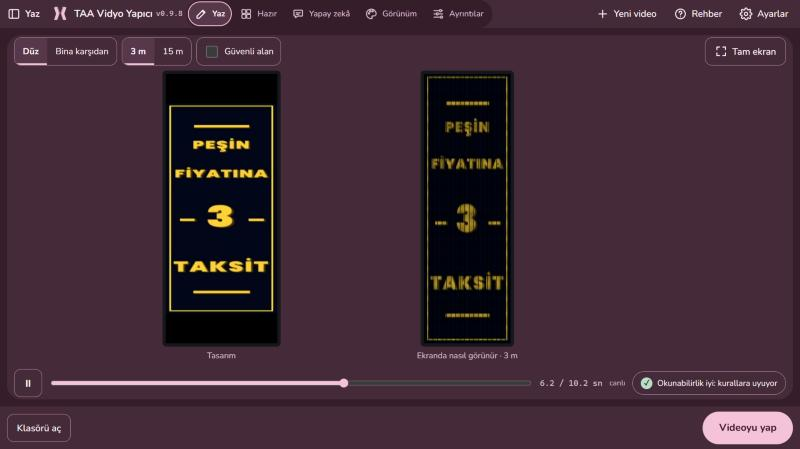 Yaz
TAA Vidyo Yapıcı v0.9.8
Yaz
Hazır
Yapay zekâ
Görünüm
Ayrıntılar
Yeni video
Rehber
Ayarlar
Düz
Bina karşıdan
3 m
15 m
Güvenli alan
Tam ekran
PEŞİN
FİYATINA
3
TAKSİT
Tasarım
PEŞİN
FİYATINA
3
TAKSİT
Ekranda nasıl görünür · 3 m
6.2 / 10.2 sn canlı
Okunabilirlik iyi: kurallara uyuyor
Klasörü aç
Videoyu yap